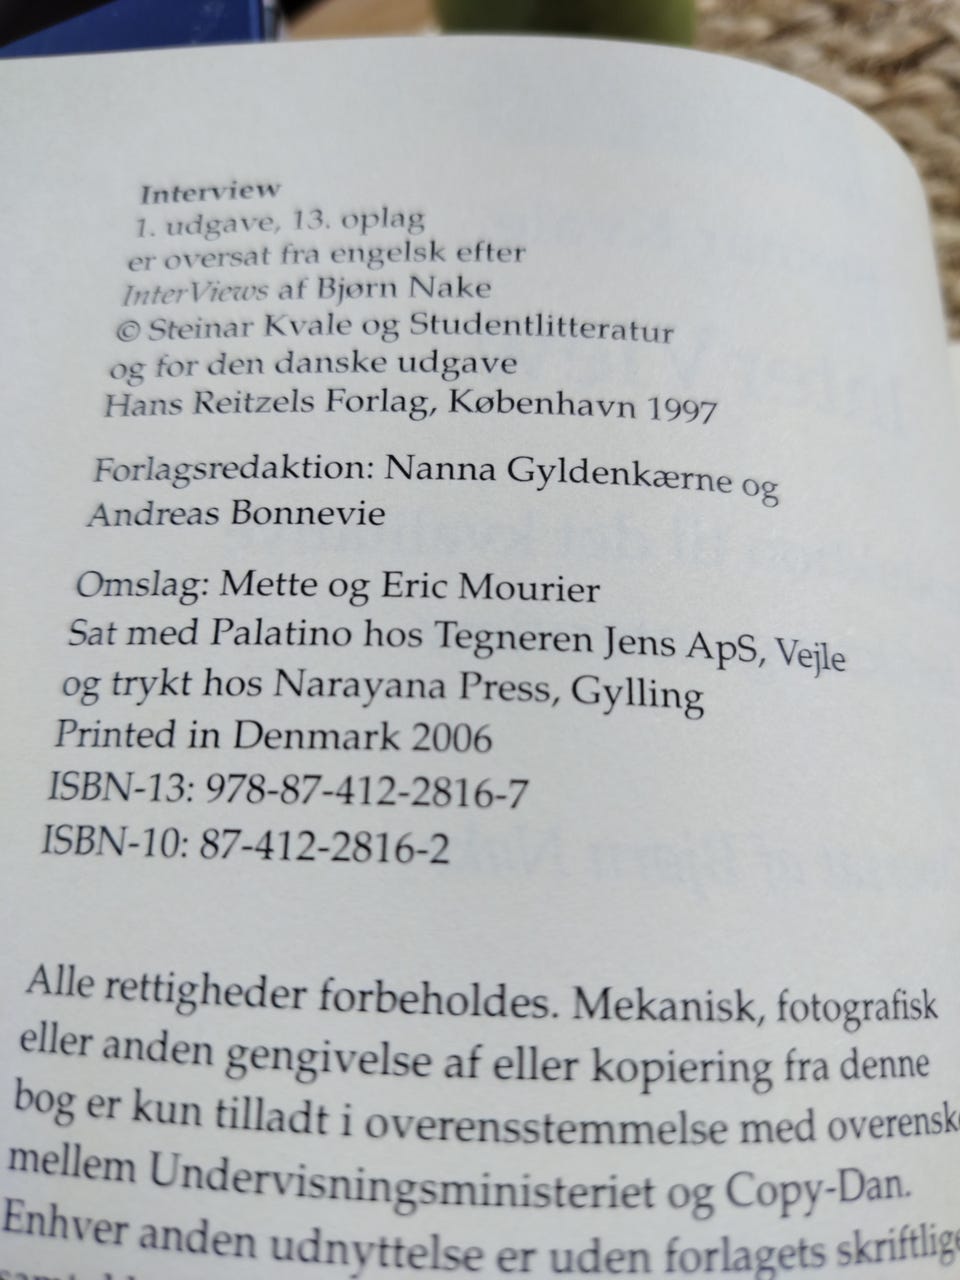 Interview
1. udgave, 13. oplag
er oversat fra engelsk efter
InterViews af Bjørn Nake
© Steinar Kvale og Studentlitteratur
og for den danske udgave
Hans Reitzels Forlag, København 1997
Forlagsredaktion: Nanna Gyldenkærne og
Andreas Bonnevie
Omslag: Mette og Eric Mourier
Sat med Palatino hos Tegneren Jens ApS, Vejle
og trykt hos Narayana Press, Gylling
Printed in Denmark 2006
ISBN-13: 978-87-412-2816-7
ISBN-10: 87-412-2816-2
Alle rettigheder forbeholdes. Mekanisk, fotografisk
eller anden gengivelse af eller kopiering fra denne
bog er kun tilladt i overensstemmelse med overensk
mellem Undervisningsministeriet og Copy-Dan.
Enhver anden udnyttelse er uden forlagets skriftlige